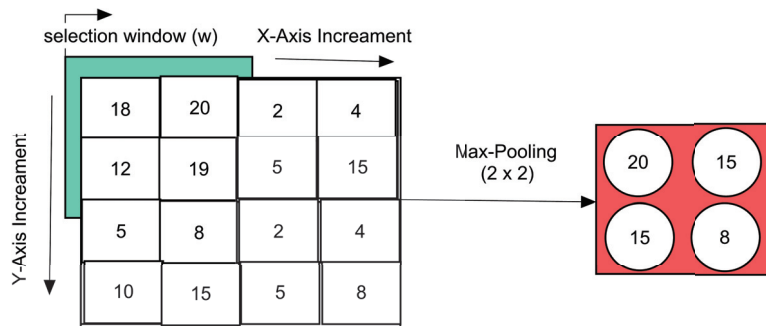 selection window (w)
X-Axis Increament
Y-Axis Increament
18 20 2 4
12 19 5 15
5 8 2 4
10 15 5 8
Max-Pooling
(2 x 2)
20 15
15 8